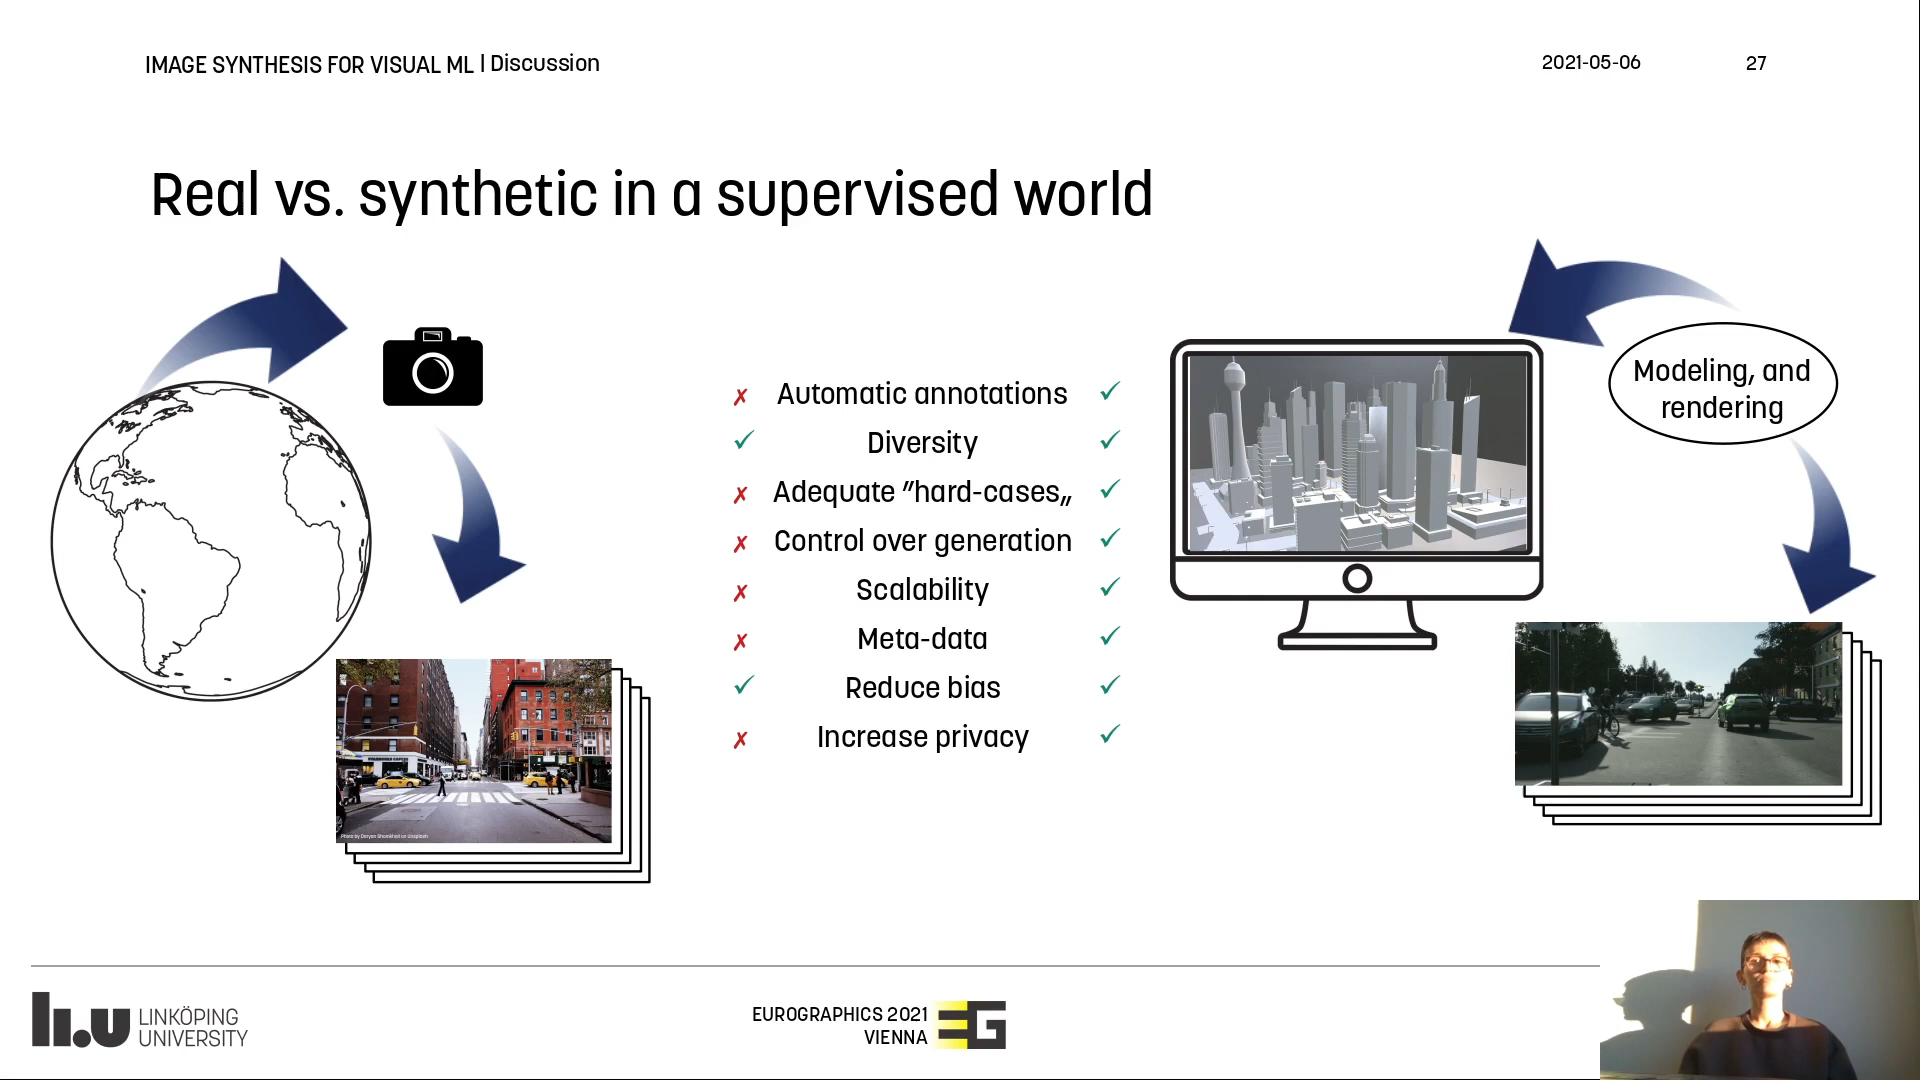 IMAGE SYNTHESIS FOR VISUAL ML | Discussion
2021-05-06
27
Real vs. synthetic in a supervised world
✗ Automatic annotations ✓
✓ Diversity ✓
✗ Adequate ”hard-cases„ ✓
✗ Control over generation ✓
✗ Scalability ✓
✗ Meta-data ✓
✓ Reduce bias ✓
✗ Increase privacy ✓
Modeling, and
rendering
li.u LINKÖPING
UNIVERSITY
EUROGRAPHICS 2021
VIENNA
EG